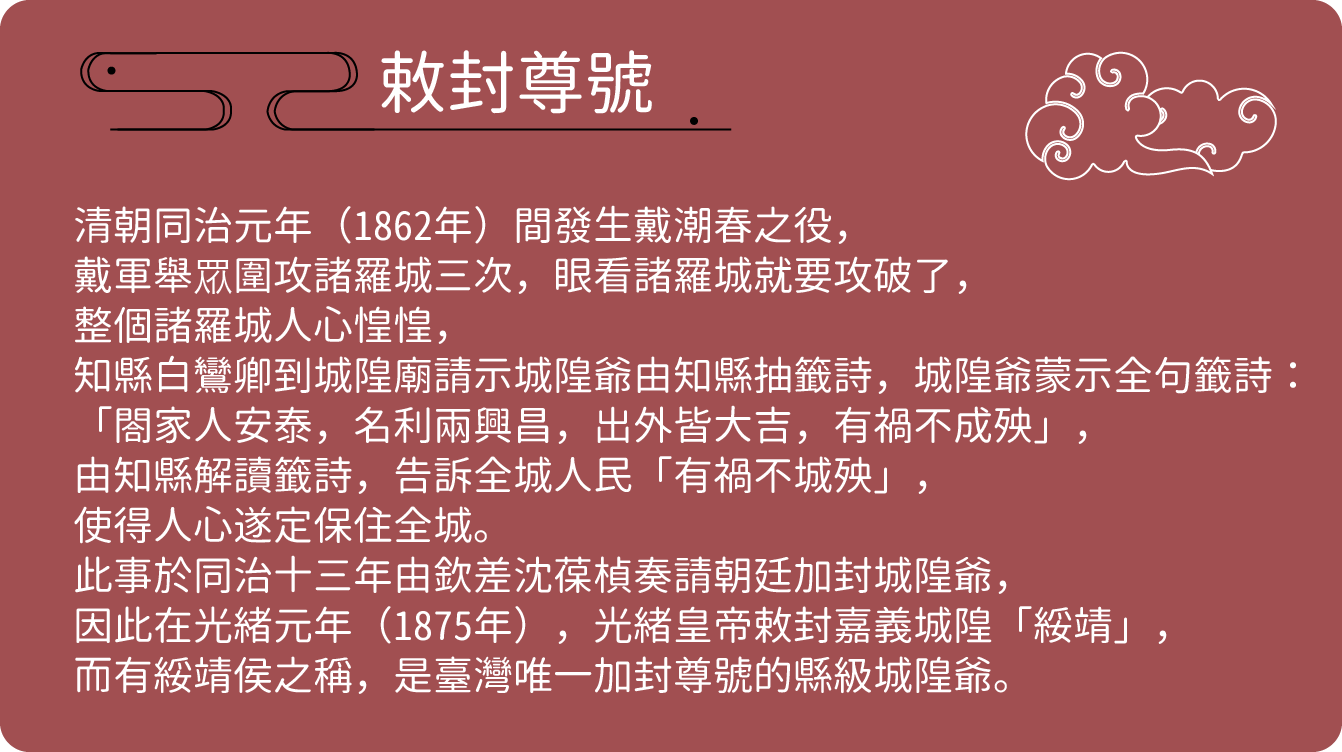 敕封尊號
清朝同治元年（1862年）間發生戴潮春之役，
戴軍舉眾圍攻諸羅城三次，眼看諸羅城就要攻破了，
整個諸羅城人心惶惶，
知縣白鸞卿到城隍廟請示城隍爺由知縣抽籤詩，城隍爺蒙示全句籤詩：
「閤家人安泰，名利兩興昌，出外皆大吉，有禍不成殃」，
由知縣解讀籤詩，告訴全城人民「有禍不城殃」，
使得人心遂定保住全城。
此事於同治十三年由欽差沈葆楨奏請朝廷加封城隍爺，
因此在光緒元年（1875年），光緒皇帝敕封嘉義城隍「綏靖」，
而有綏靖侯之稱，是臺灣唯一加封尊號的縣級城隍爺。